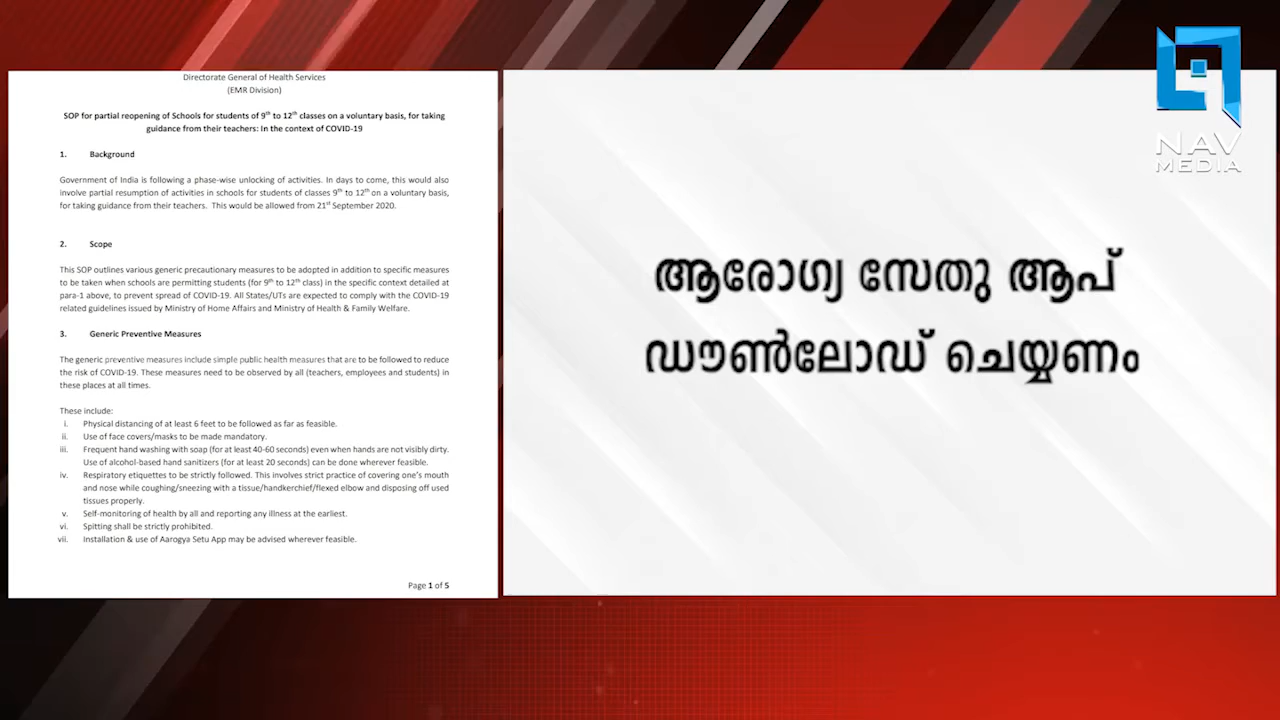 Directorate General of Health Services
(EMR Division)
SOP for partial reopening of Schools for students of 9th to 12th classes on a voluntary basis, for taking
guidance from their teachers: In the context of COVID-19
1. Background
Government of India is following a phase-wise unlocking of activities. In days to come, this would also
involve partial resumption of activities in schools for students of classes 9th to 12th on a voluntary basis,
for taking guidance from their teachers. This would be allowed from 21st September 2020.
2. Scope
This SOP outlines various generic precautionary measures to be adopted in addition to specific measures
to be taken when schools are permitting students (for 9th to 12th class) in the specific context detailed at
para-1 above, to prevent spread of COVID-19. All States/UTs are expected to comply with the COVID-19
related guidelines issued by Ministry of Home Affairs and Ministry of Health & Family Welfare.
3. Generic Preventive Measures
The generic preventive measures include simple public health measures that are to be followed to reduce
the risk of COVID-19. These measures need to be observed by all (teachers, employees and students) in
these places at all times.
These include:
i. Physical distancing of at least 6 feet to be followed as far as feasible.
ii. Use of face covers/masks to be made mandatory.
iii. Frequent hand washing with soap (for at least 40-60 seconds) even when hands are not visibly dirty.
Use of alcohol-based hand sanitizers (for at least 20 seconds) can be done wherever feasible.
iv. Respiratory etiquettes to be strictly followed. This involves strict practice of covering one's mouth
and nose while coughing/sneezing with a tissue/handkerchief/flexed elbow and disposing off used
tissues properly.
v. Self-monitoring of health by all and reporting any illness at the earliest.
vi. Spitting shall be strictly prohibited.
vii. Installation & use of Aarogya Setu App may be advised wherever feasible.
Page 1 of 5
ആരോഗ്യ സേതു ആപ്
ഡൗൺലോഡ് ചെയ്യണം
NAV
MEDIA